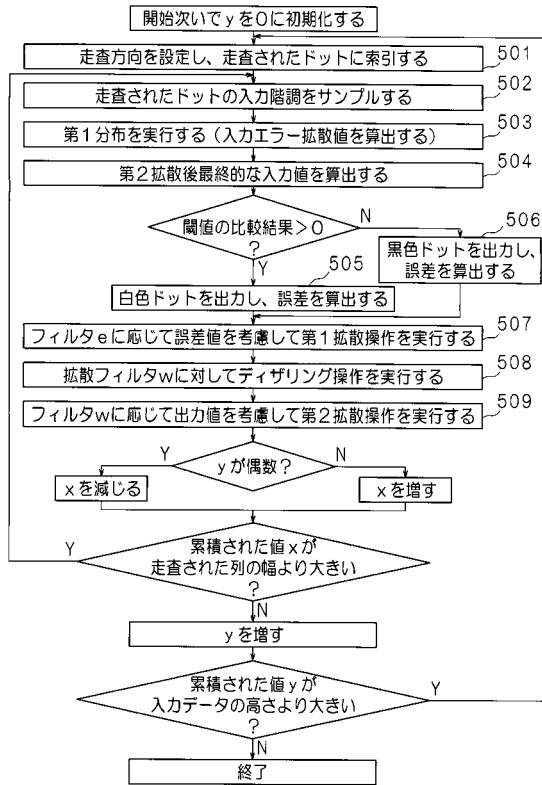 開始次いでyを0に初期化する
走査方向を設定し、走査されたドットに索引する
501
走査されたドットの入力階調をサンプルする
502
第1分布を実行する(入力エラー拡散値を算出する)
503
第2拡散後最終的な入力値を算出する
504
閾値の比較結果>0
?
N
Y
506
黒色ドットを出力し、
誤差を算出する
505
白色ドットを出力し、誤差を算出する
フィルタeに応じて誤差値を考慮して第1拡散操作を実行する
507
拡散フィルタwに対してディザリング操作を実行する
508
フィルタwに応じて出力値を考慮して第2拡散操作を実行する
509
Y
yが偶数?
N
xを減じる
xを増す
Y
累積された値xが
走査された列の幅より大きい
?
N
yを増す
累積された値yが
入力データの高さより大きい
?
Y
N
終了